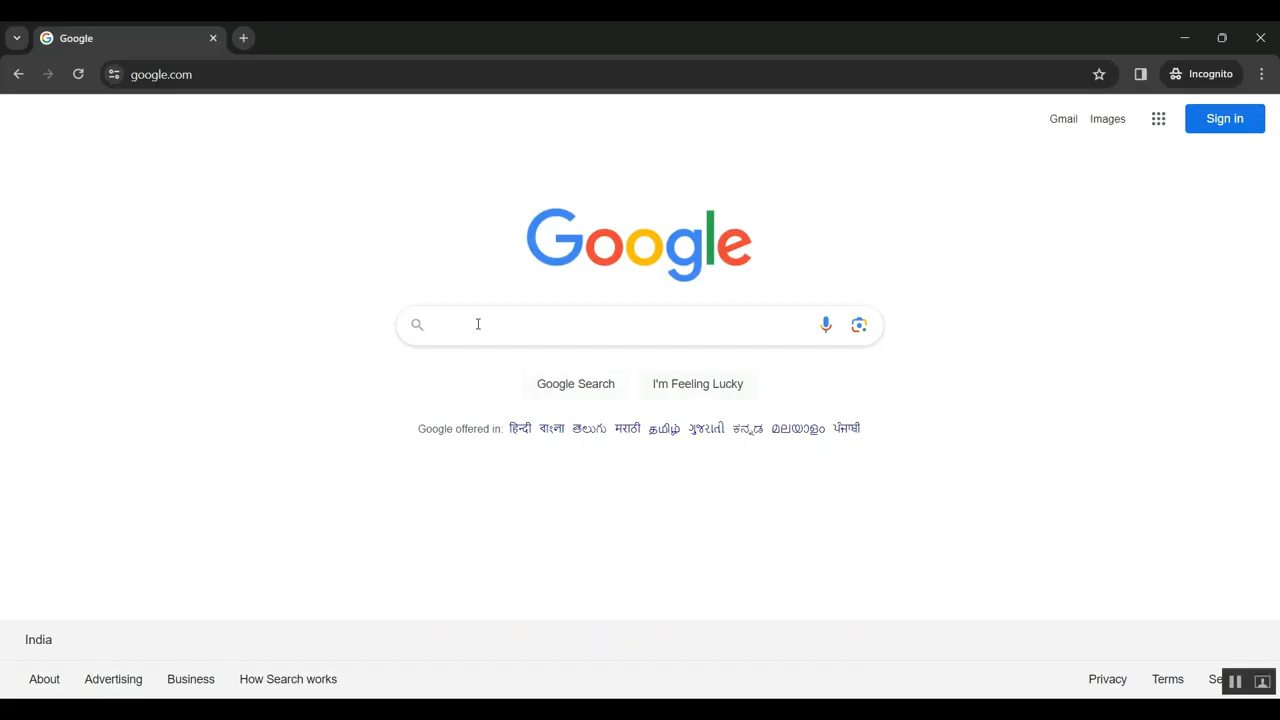 Google
google.com
Incognito
Gmail Images Sign in
Google
Google Search I'm Feeling Lucky
Google offered in: हिन्दी বাংলা తెలుగు मराठी தமிழ் ગુજરાતી ಕನ್ನಡ മലയാളം ਪੰਜਾਬੀ
India
About Advertising Business How Search works Privacy Terms Se